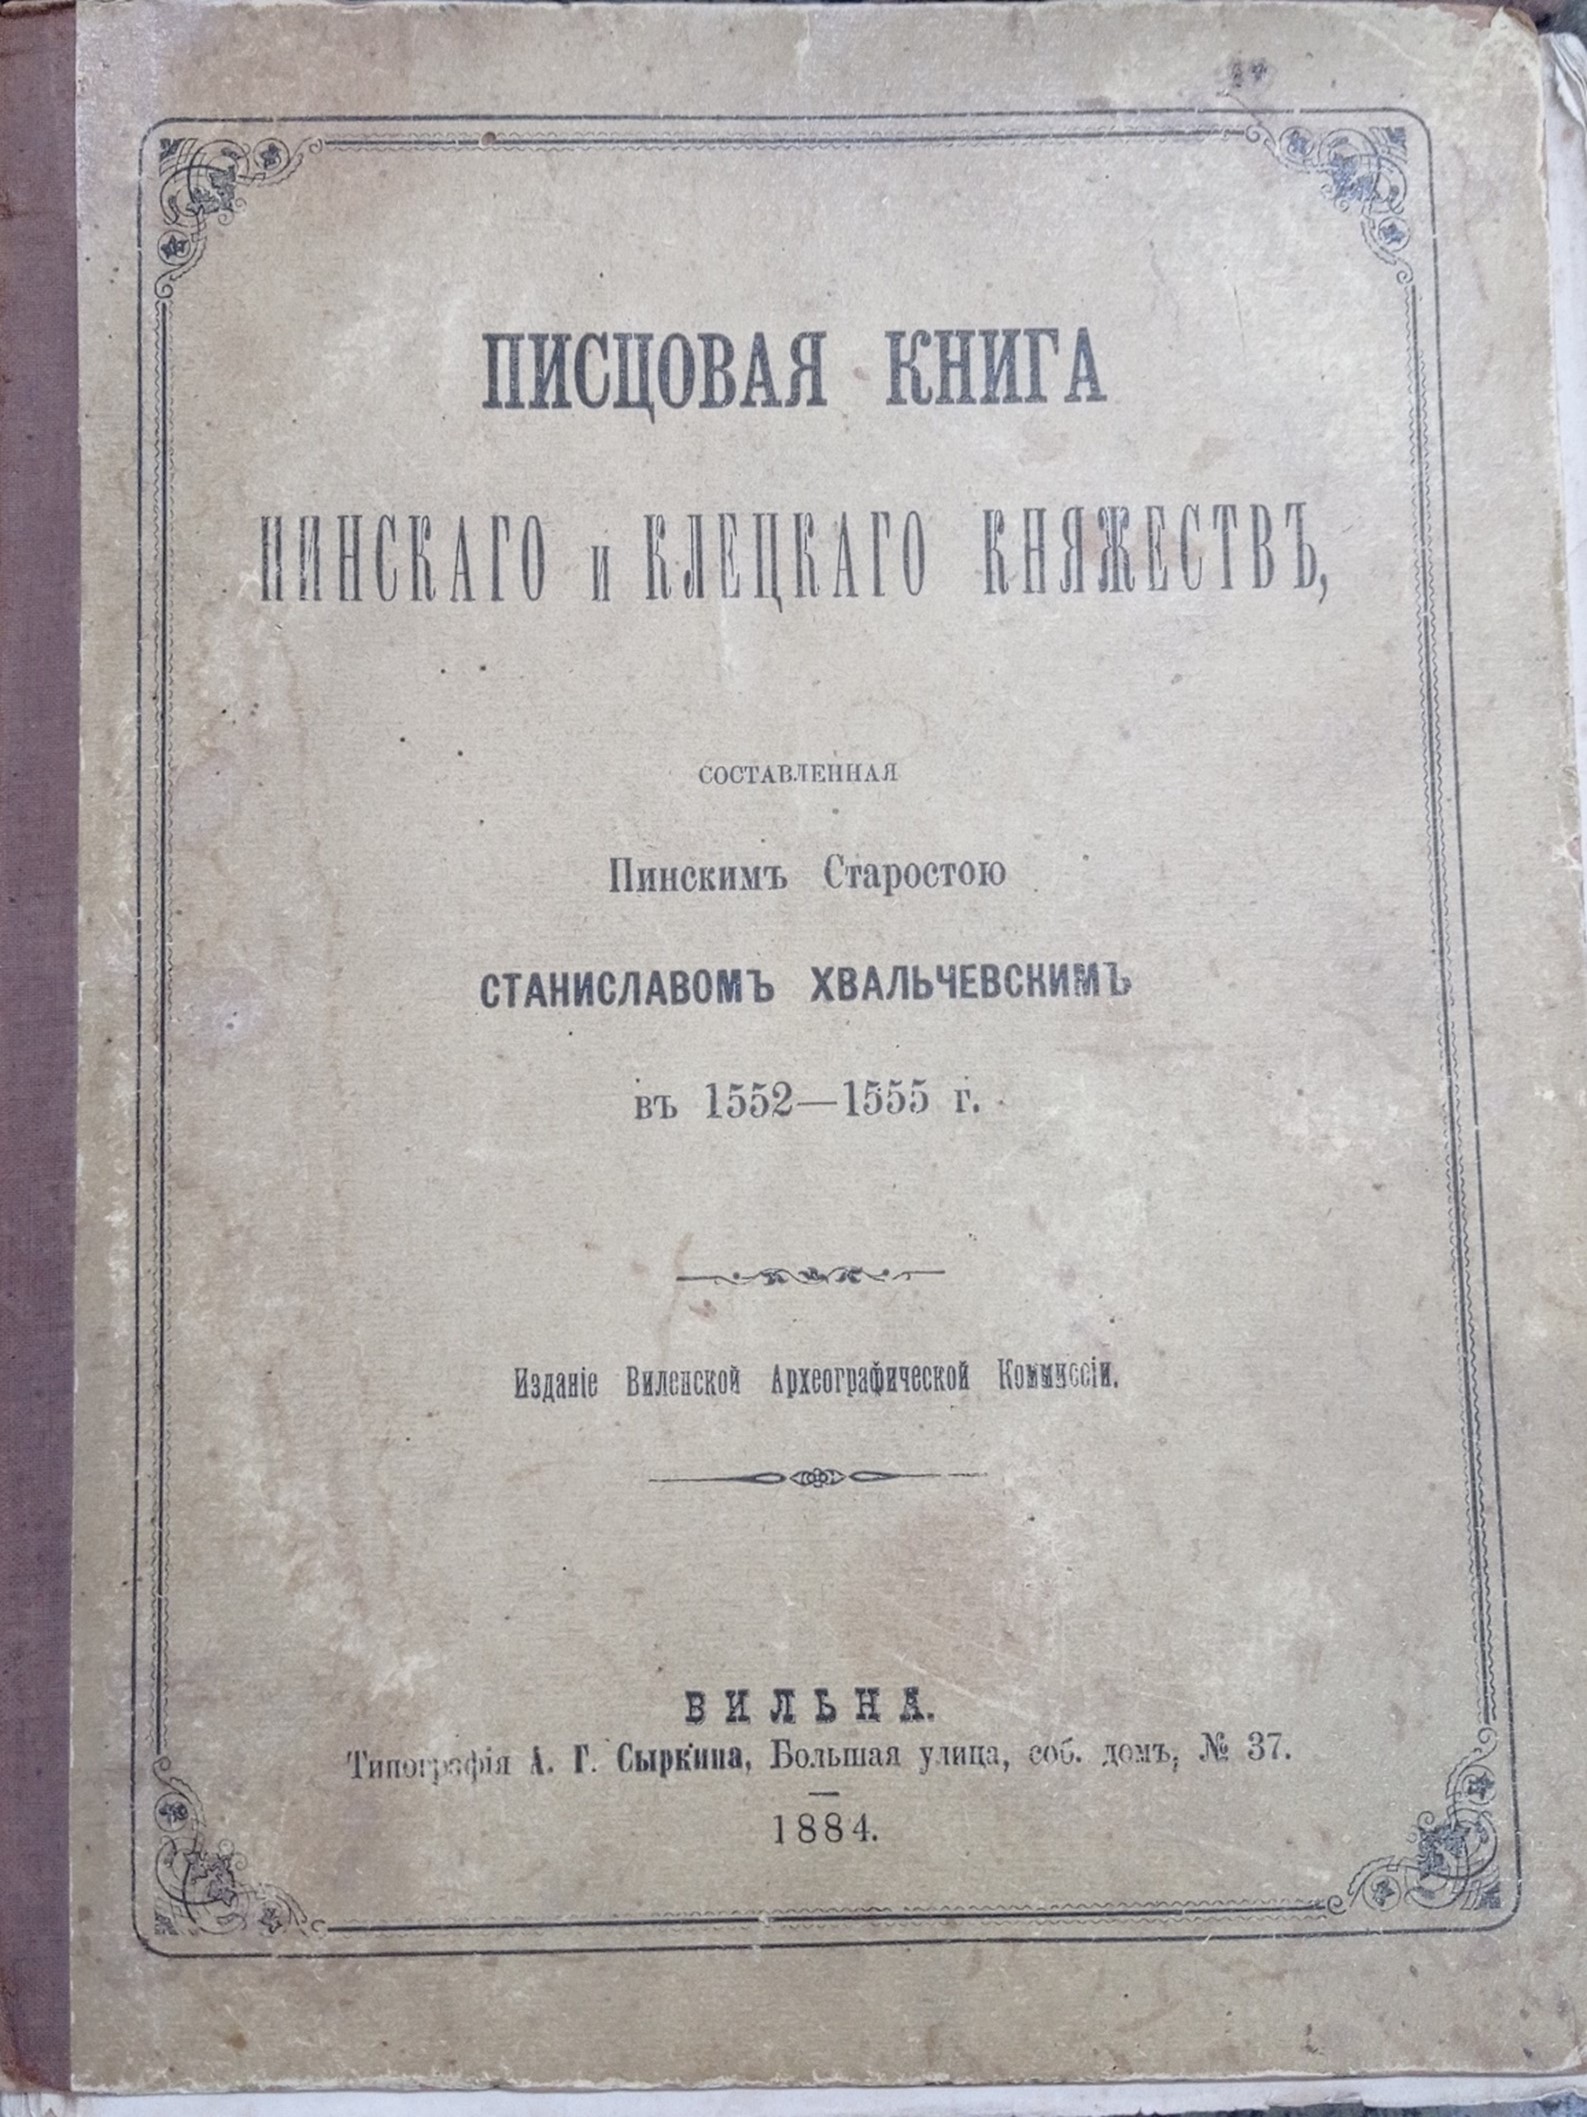 ПИСЦОВАЯ КНИГА
ПИНСКАГО и КЛЕЦКАГО КНЯЖЕСТВЪ,
СОСТАВЛЕННАЯ
Пинскимъ Старостою
СТАНИСЛАВОМЪ ХВАЛЬЧЕВСКИМЪ
въ 1552—1555 г.
Изданіе Виленской Археографической Коммиссіи.
ВИЛЬНА.
Типографія А. Г. Сыркина, Большая улица, соб. домъ, № 37.
1884.